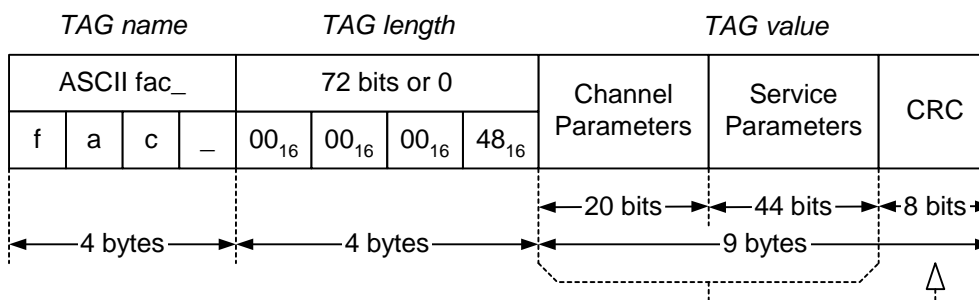 TAG name TAG length TAG value
ASCII fac_ 72 bits or 0 Channel Parameters Service Parameters CRC
f a c _ 00₁₆ 00₁₆ 00₁₆ 48₁₆
20 bits 44 bits 8 bits
4 bytes 4 bytes 9 bytes